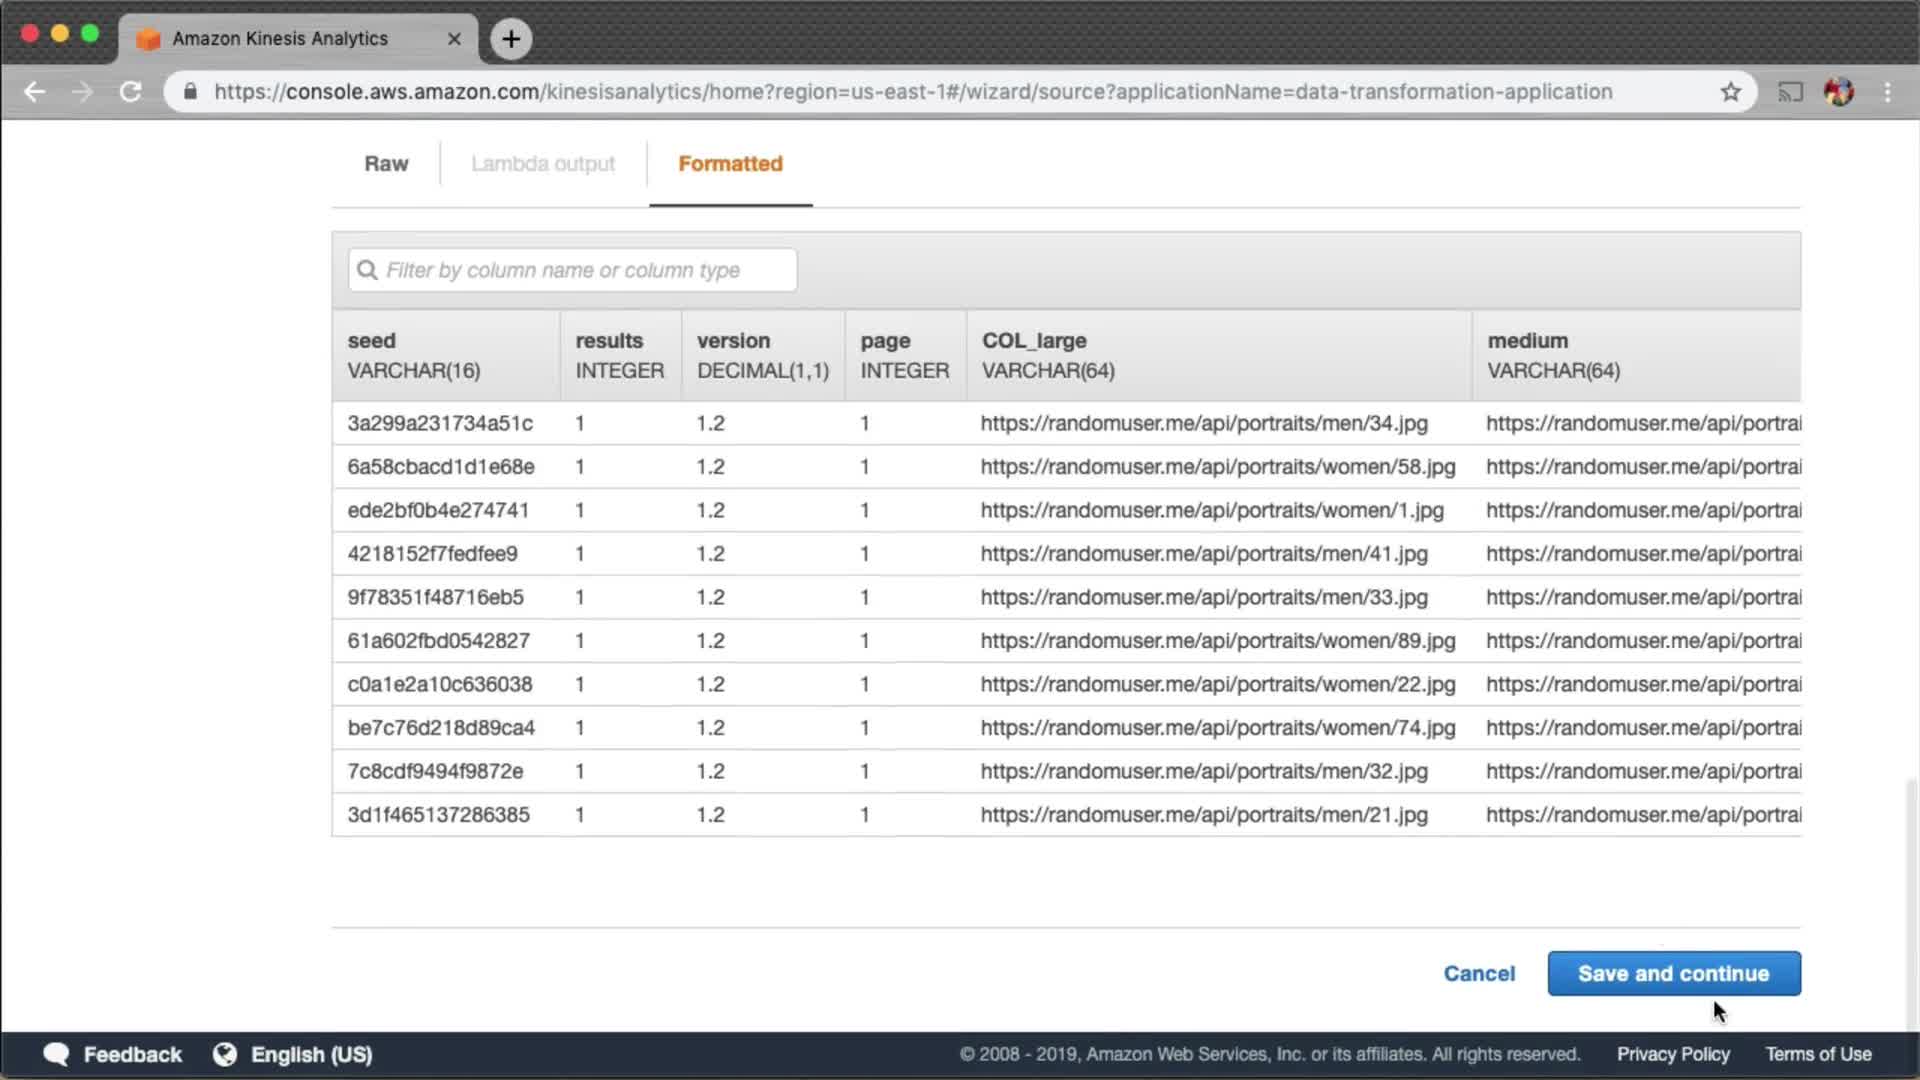 Amazon Kinesis Analytics
https://console.aws.amazon.com/kinesisanalytics/home?region=us-east-1#/wizard/source?applicationName=data-transformation-application
Raw Lambda output Formatted
Filter by column name or column type
seed results version page COL_large medium
VARCHAR(16) INTEGER DECIMAL(1,1) INTEGER VARCHAR(64) VARCHAR(64)
3a299a231734a51c 1 1.2 1 https://randomuser.me/api/portraits/men/34.jpg https://randomuser.me/api/portrai
6a58cbacd1d1e68e 1 1.2 1 https://randomuser.me/api/portraits/women/58.jpg https://randomuser.me/api/portrai
ede2bf0b4e274741 1 1.2 1 https://randomuser.me/api/portraits/women/1.jpg https://randomuser.me/api/portrai
4218152f7fedfee9 1 1.2 1 https://randomuser.me/api/portraits/men/41.jpg https://randomuser.me/api/portrai
9f78351f48716eb5 1 1.2 1 https://randomuser.me/api/portraits/men/33.jpg https://randomuser.me/api/portrai
61a602fbd0542827 1 1.2 1 https://randomuser.me/api/portraits/women/89.jpg https://randomuser.me/api/portrai
c0a1e2a10c636038 1 1.2 1 https://randomuser.me/api/portraits/women/22.jpg https://randomuser.me/api/portrai
be7c76d218d89ca4 1 1.2 1 https://randomuser.me/api/portraits/women/74.jpg https://randomuser.me/api/portrai
7c8cdf9494f9872e 1 1.2 1 https://randomuser.me/api/portraits/men/32.jpg https://randomuser.me/api/portrai
3d1f465137286385 1 1.2 1 https://randomuser.me/api/portraits/men/21.jpg https://randomuser.me/api/portrai
Cancel Save and continue
Feedback English (US) © 2008 - 2019, Amazon Web Services, Inc. or its affiliates. All rights reserved. Privacy Policy Terms of Use